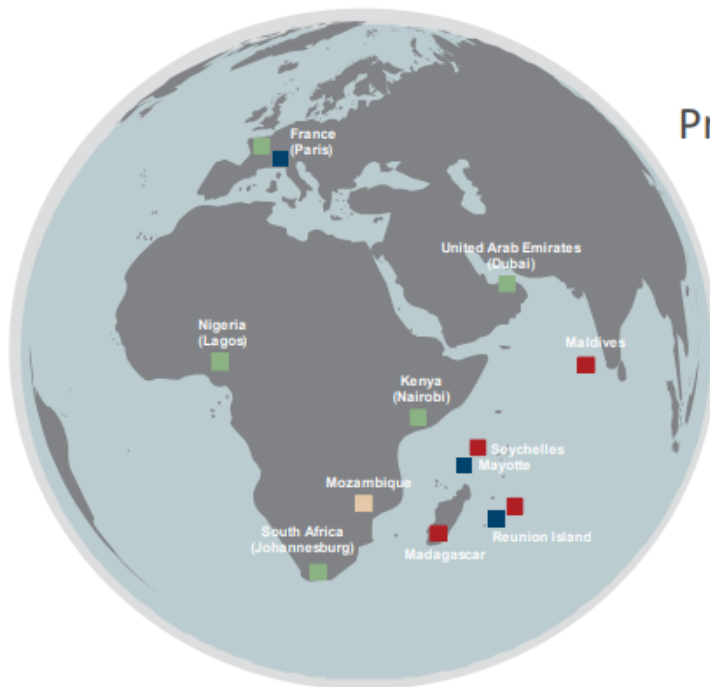 Pr
France
(Paris)
United Arab Emirates
(Dubai)
Nigeria
(Lagos)
Maldives
Kenya
(Nairobi)
Seychelles
Mayotte
Mozambique
South Africa
(Johannesburg)
Reunion Island
Madagascar